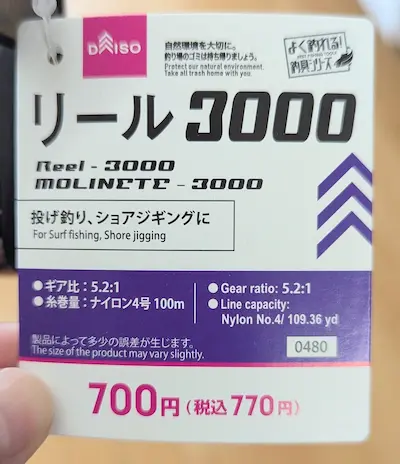 DAISO
自然環境を大切に。
釣り場のゴミは持ち帰りましょう。
Protect our natural environment.
Take all trash home with you.
よく釣れる!
釣具シリーズ
リール 3000
Reel - 3000
MOLINETE - 3000
投げ釣り、ショアジギングに
For Surf fishing, Shore jigging
●ギア比:5.2:1
●糸巻量:ナイロン4号 100m
●Gear ratio: 5.2:1
●Line capacity:
Nylon No.4/ 109.36 yd
製品によって多少の誤差が生じます。
The size of the product may vary slightly.
0480
700円(税込770円)